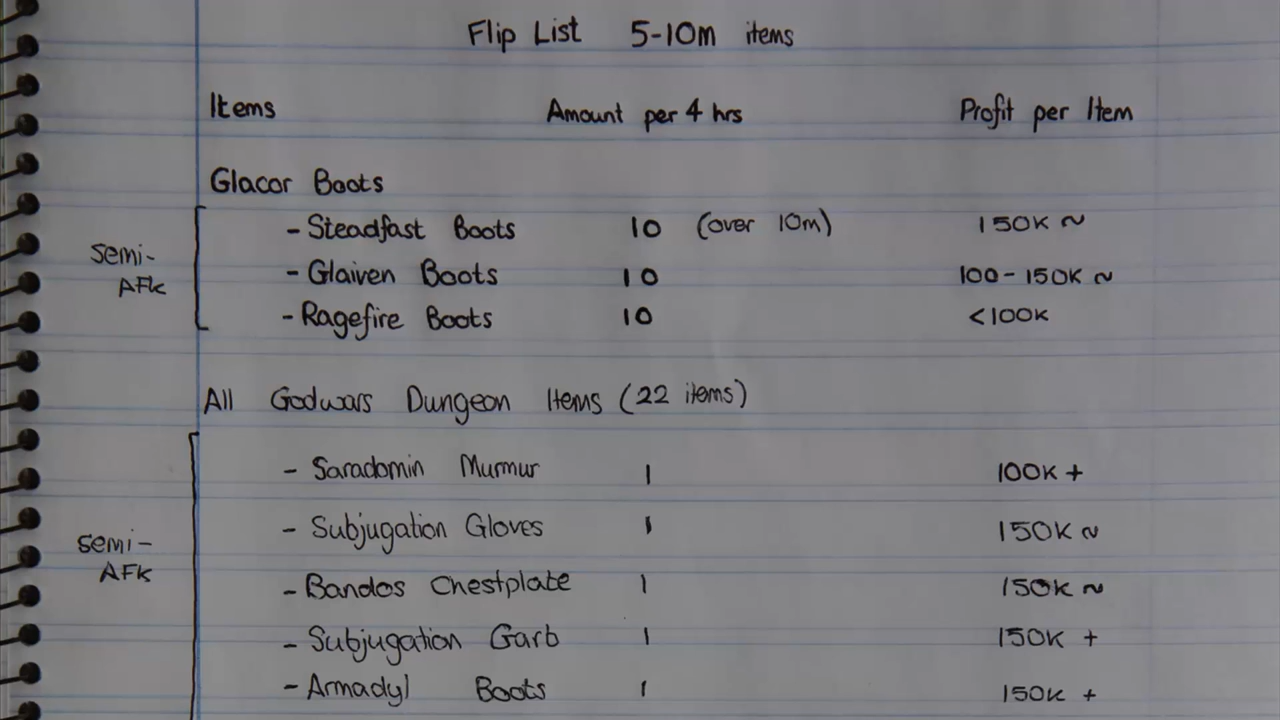 Flip List 5-10m items
Items Amount per 4 hrs Profit per Item
Glacor Boots
- Steadfast Boots 10 (over 10m) 150K ~
- Glaiven Boots 10 100 - 150K ~
- Ragefire Boots 10 <100K
Semi-
AFK
All Godwars Dungeon Items (22 items)
- Saradomin Murmur 1 100K +
- Subjugation Gloves 1 150K ~
- Bandos Chestplate 1 150K ~
- Subjugation Garb 1 150K +
- Armadyl Boots 1 150K +
Semi-
AFK